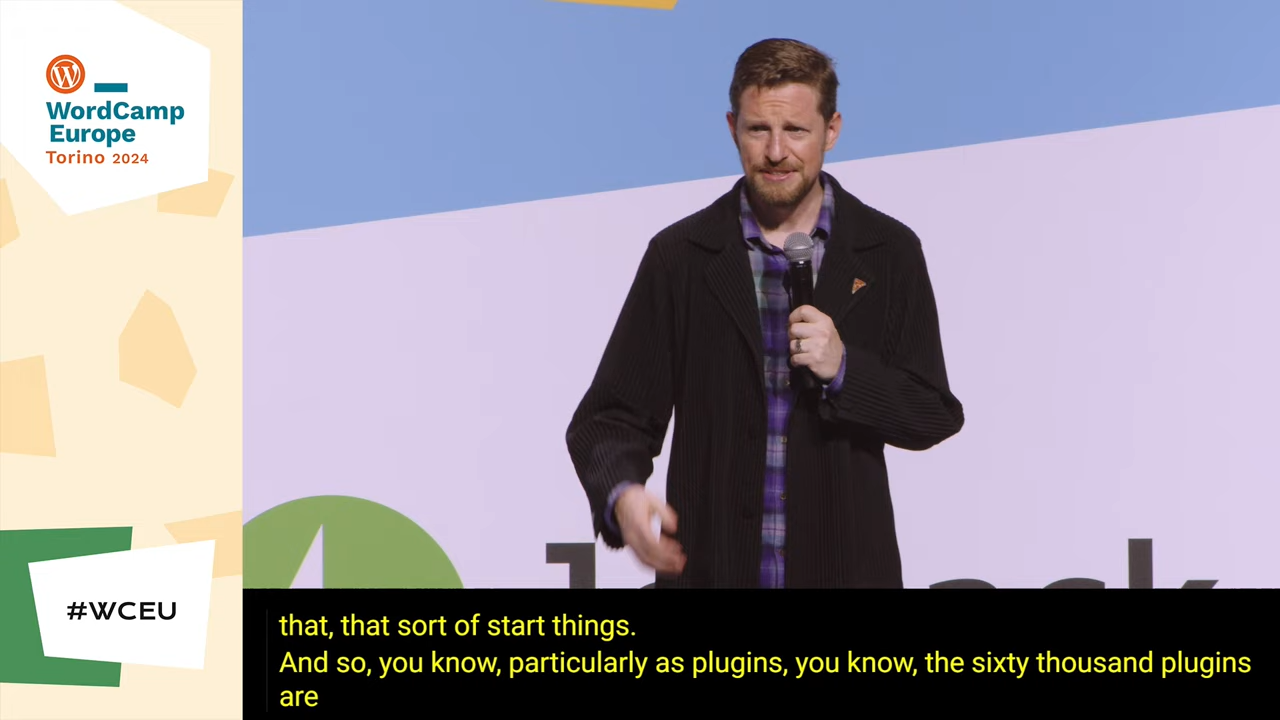 WordCamp
Europe
Torino 2024
#WCEU
that, that sort of start things.
And so, you know, particularly as plugins, you know, the sixty thousand plugins
are